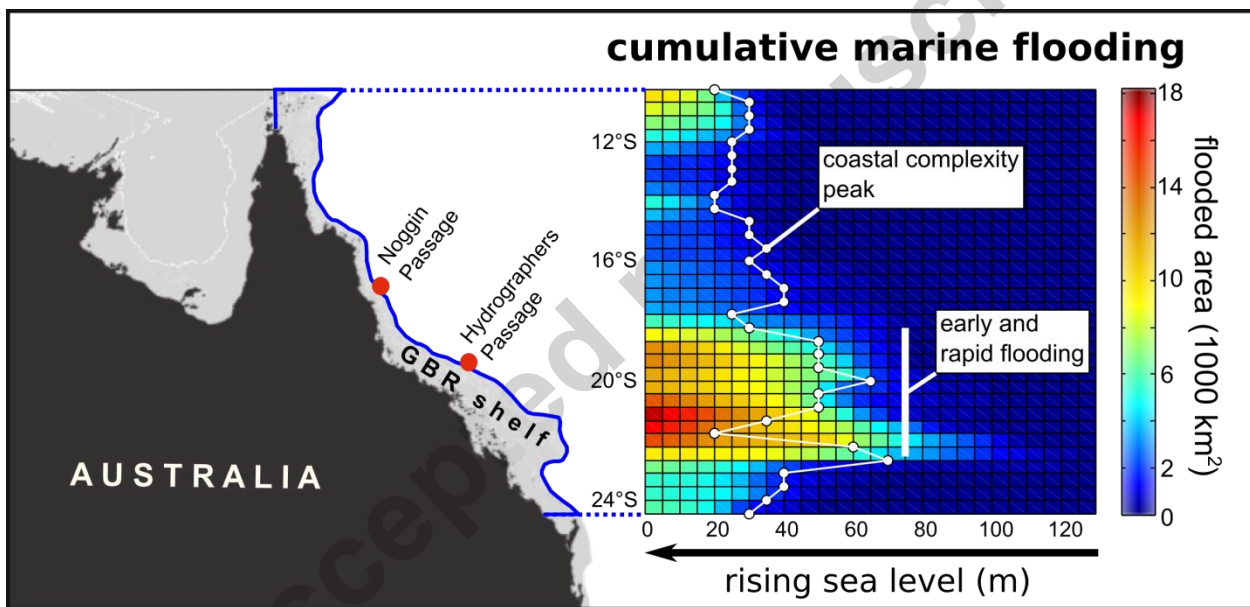 cumulative marine flooding
Noggin
Passage
Hydrographers
Passage
GBR shelf
AUSTRALIA
12°S
16°S
20°S
24°S
coastal complexity
peak
early and
rapid flooding
0 20 40 60 80 100 120
rising sea level (m)
18
14
10
6
2
0
flooded area (1000 km²)
accepted manuscr